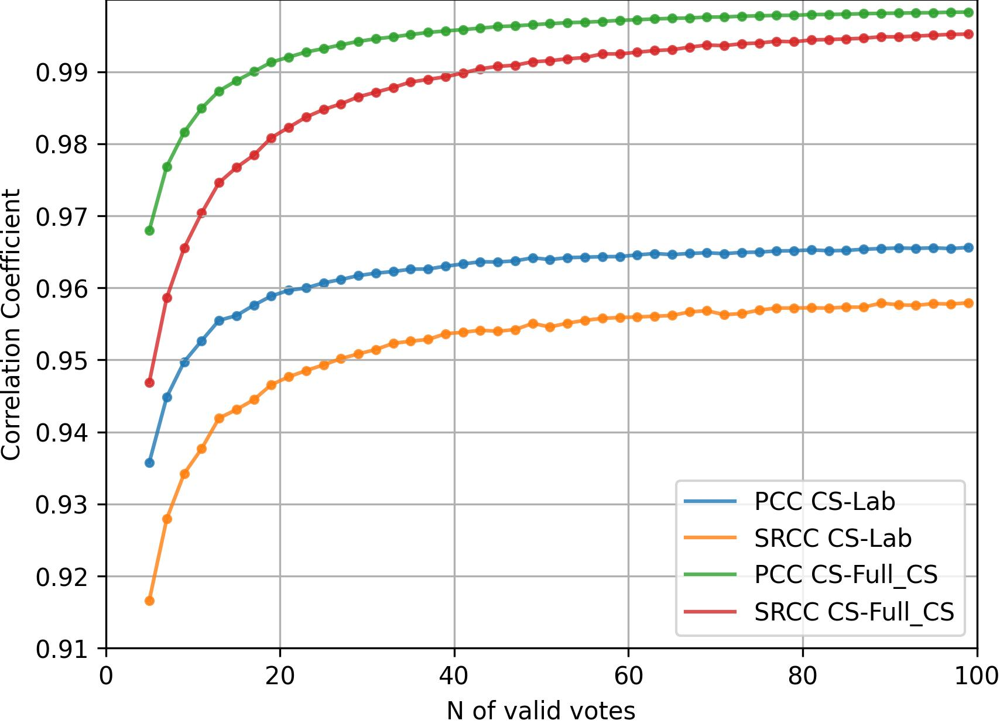 Correlation Coefficient
0.99
0.98
0.97
0.96
0.95
0.94
0.93
0.92
0.91
0
20
40
60
80
100
N of valid votes
PCC CS-Lab
SRCC CS-Lab
PCC CS-Full_CS
SRCC CS-Full_CS